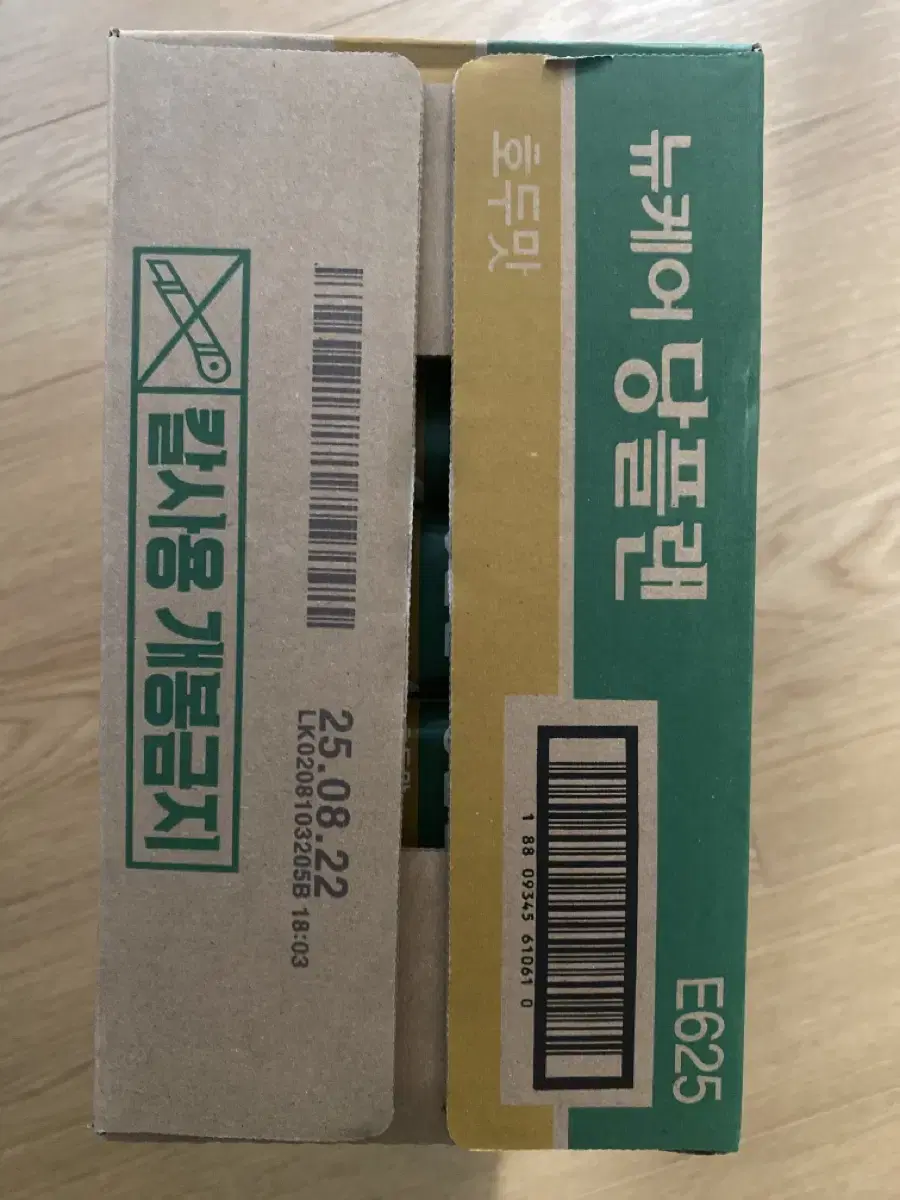 뉴케어 당플랜
호두맛
E625
1 88 09345 61061 0
25.08.22
LK0208103205B 18:03
칼사용 개봉금지